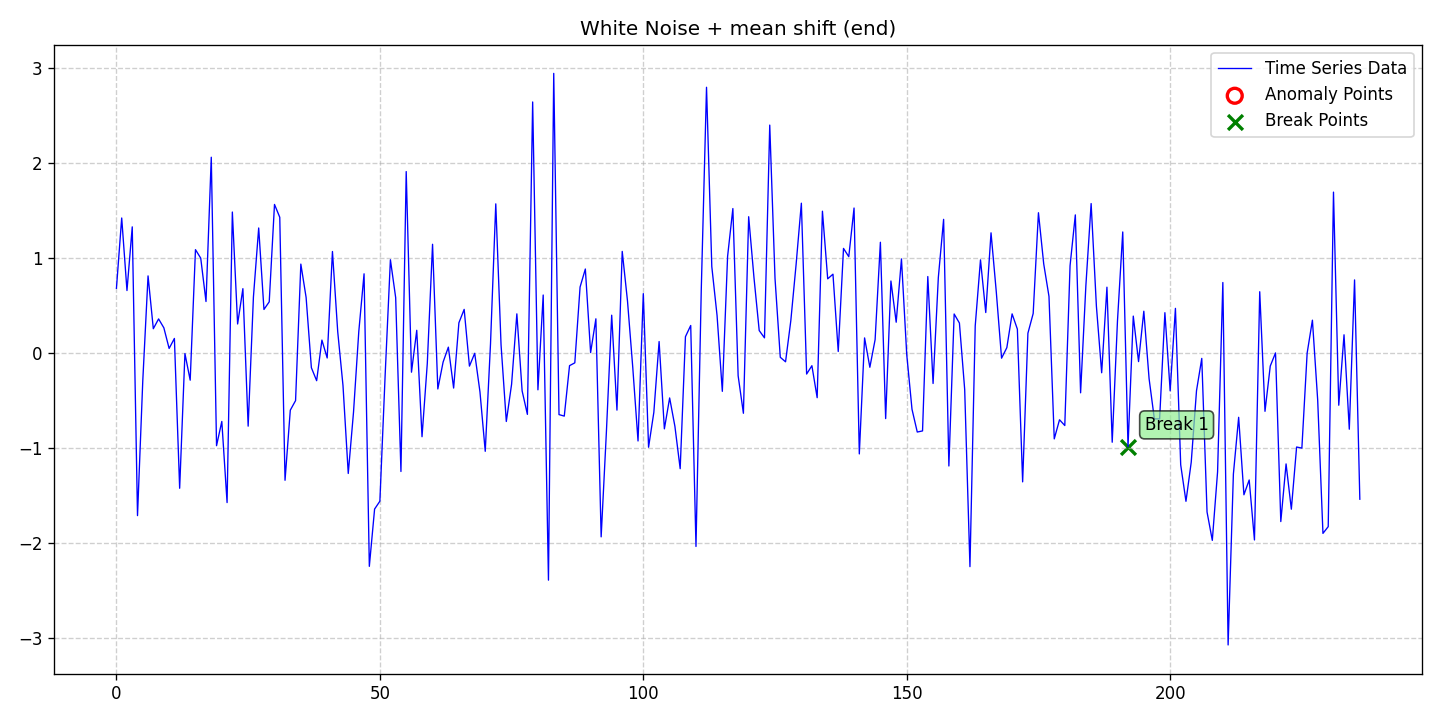 White Noise + mean shift (end)
Time Series Data
Anomaly Points
Break Points
3
2
1
0
−1
−2
−3
Break 1
0
50
100
150
200